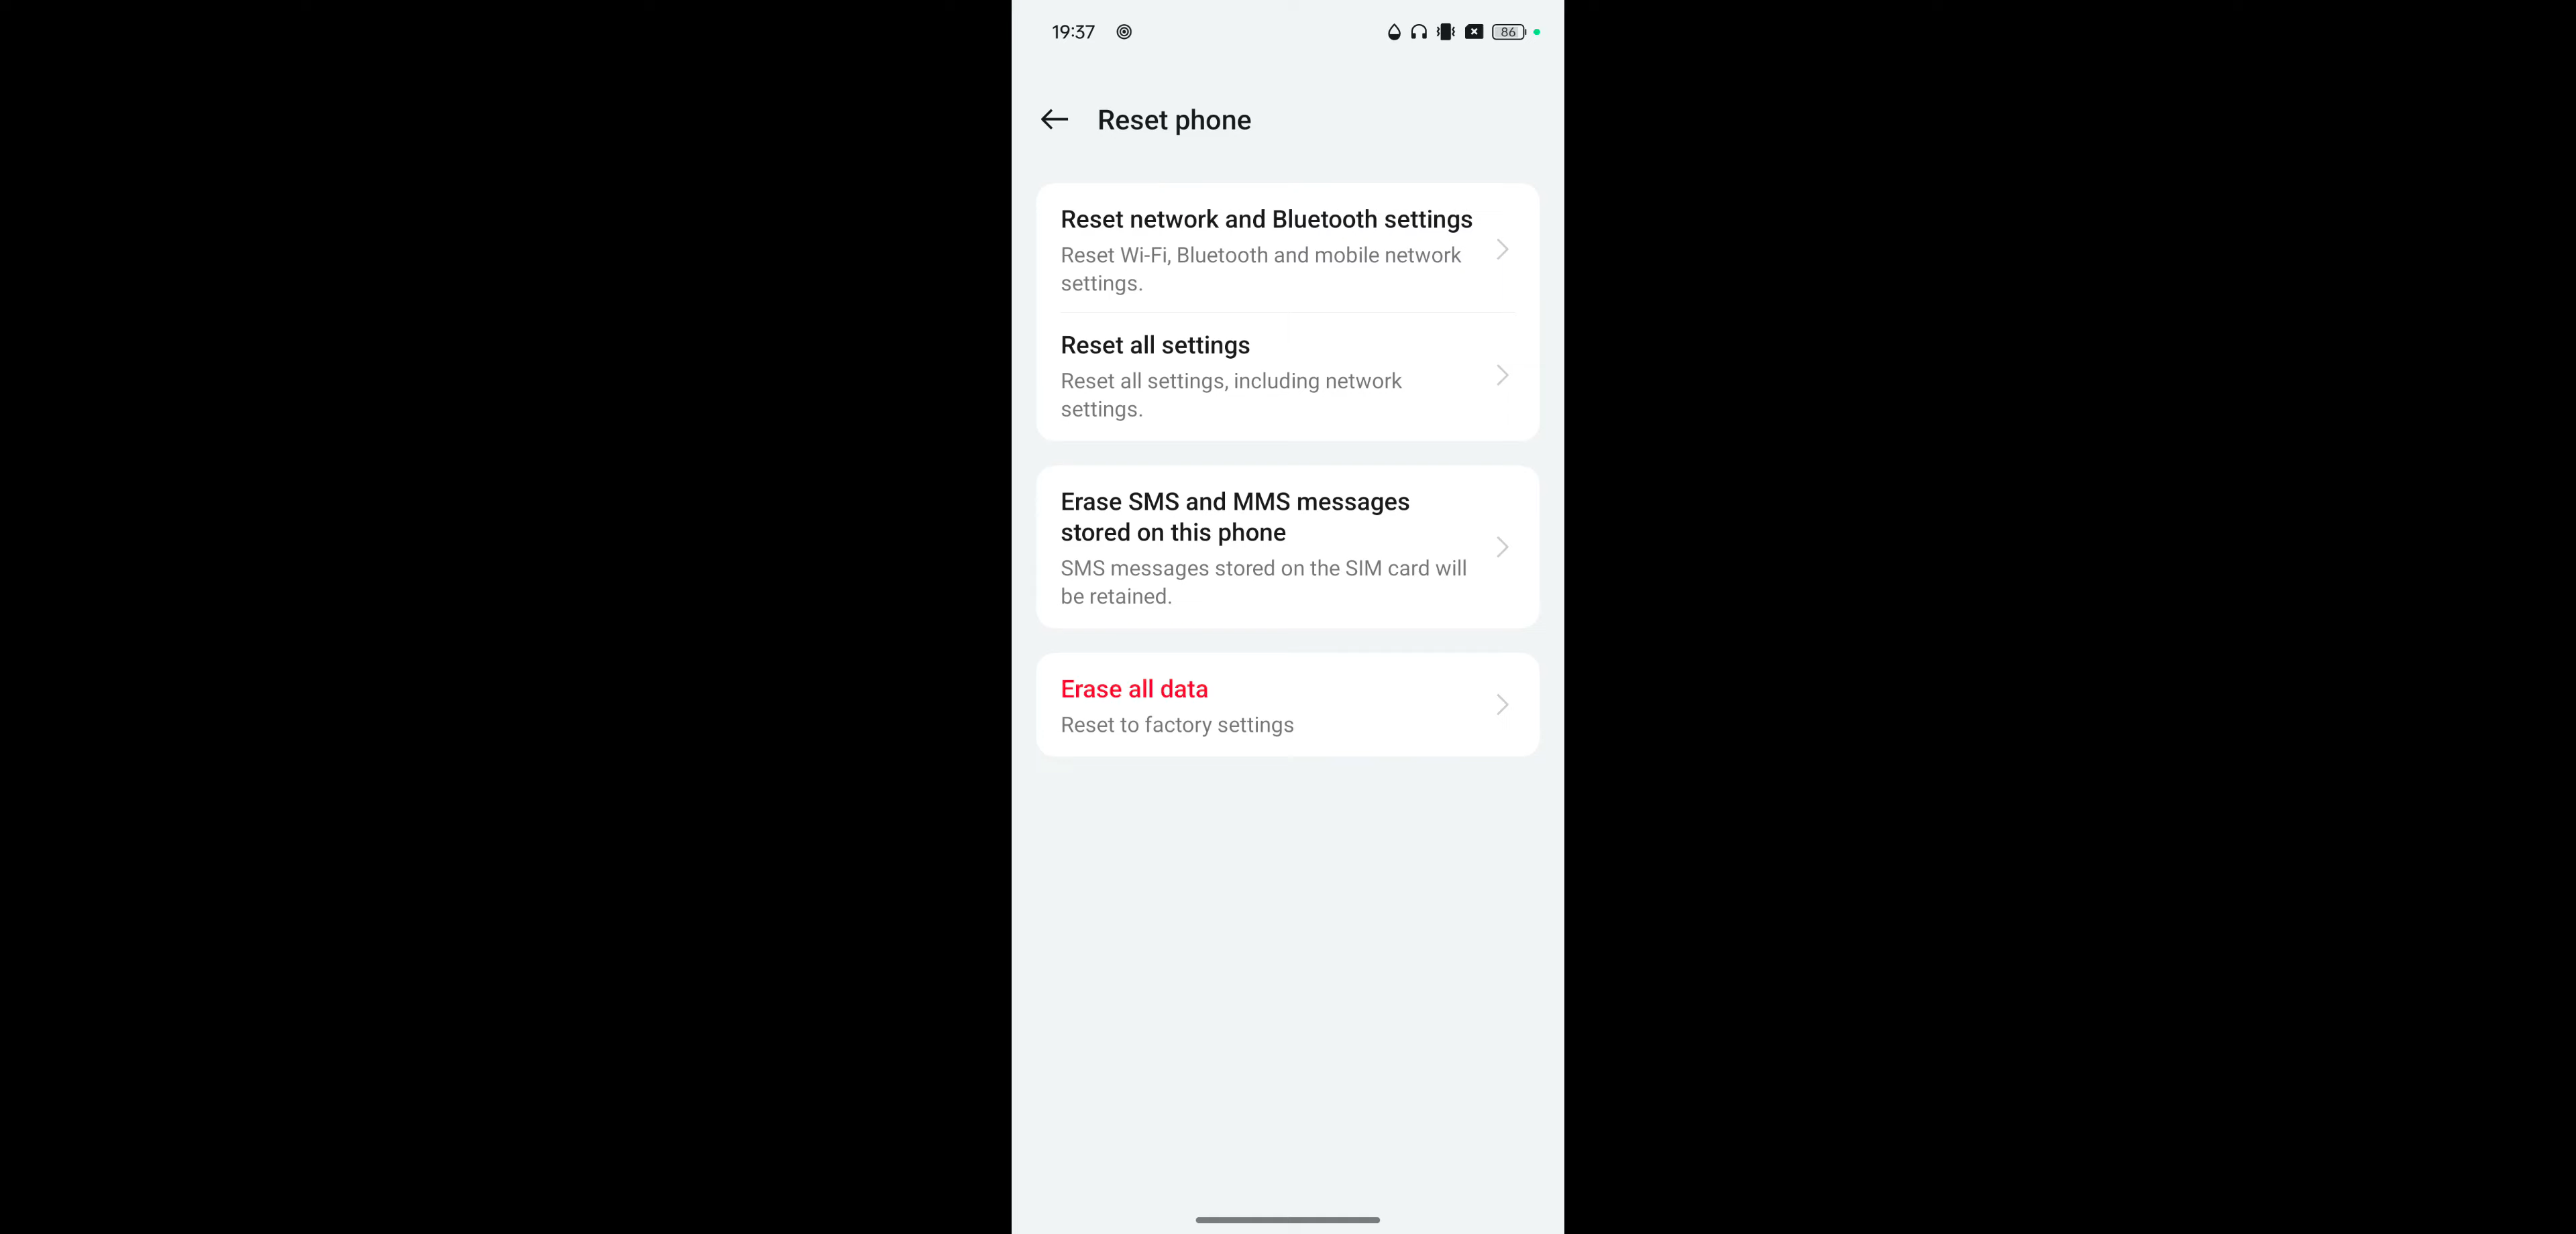 19:37
86
Reset phone
Reset network and Bluetooth settings
Reset Wi-Fi, Bluetooth and mobile network
settings.
Reset all settings
Reset all settings, including network
settings.
Erase SMS and MMS messages
stored on this phone
SMS messages stored on the SIM card will
be retained.
Erase all data
Reset to factory settings